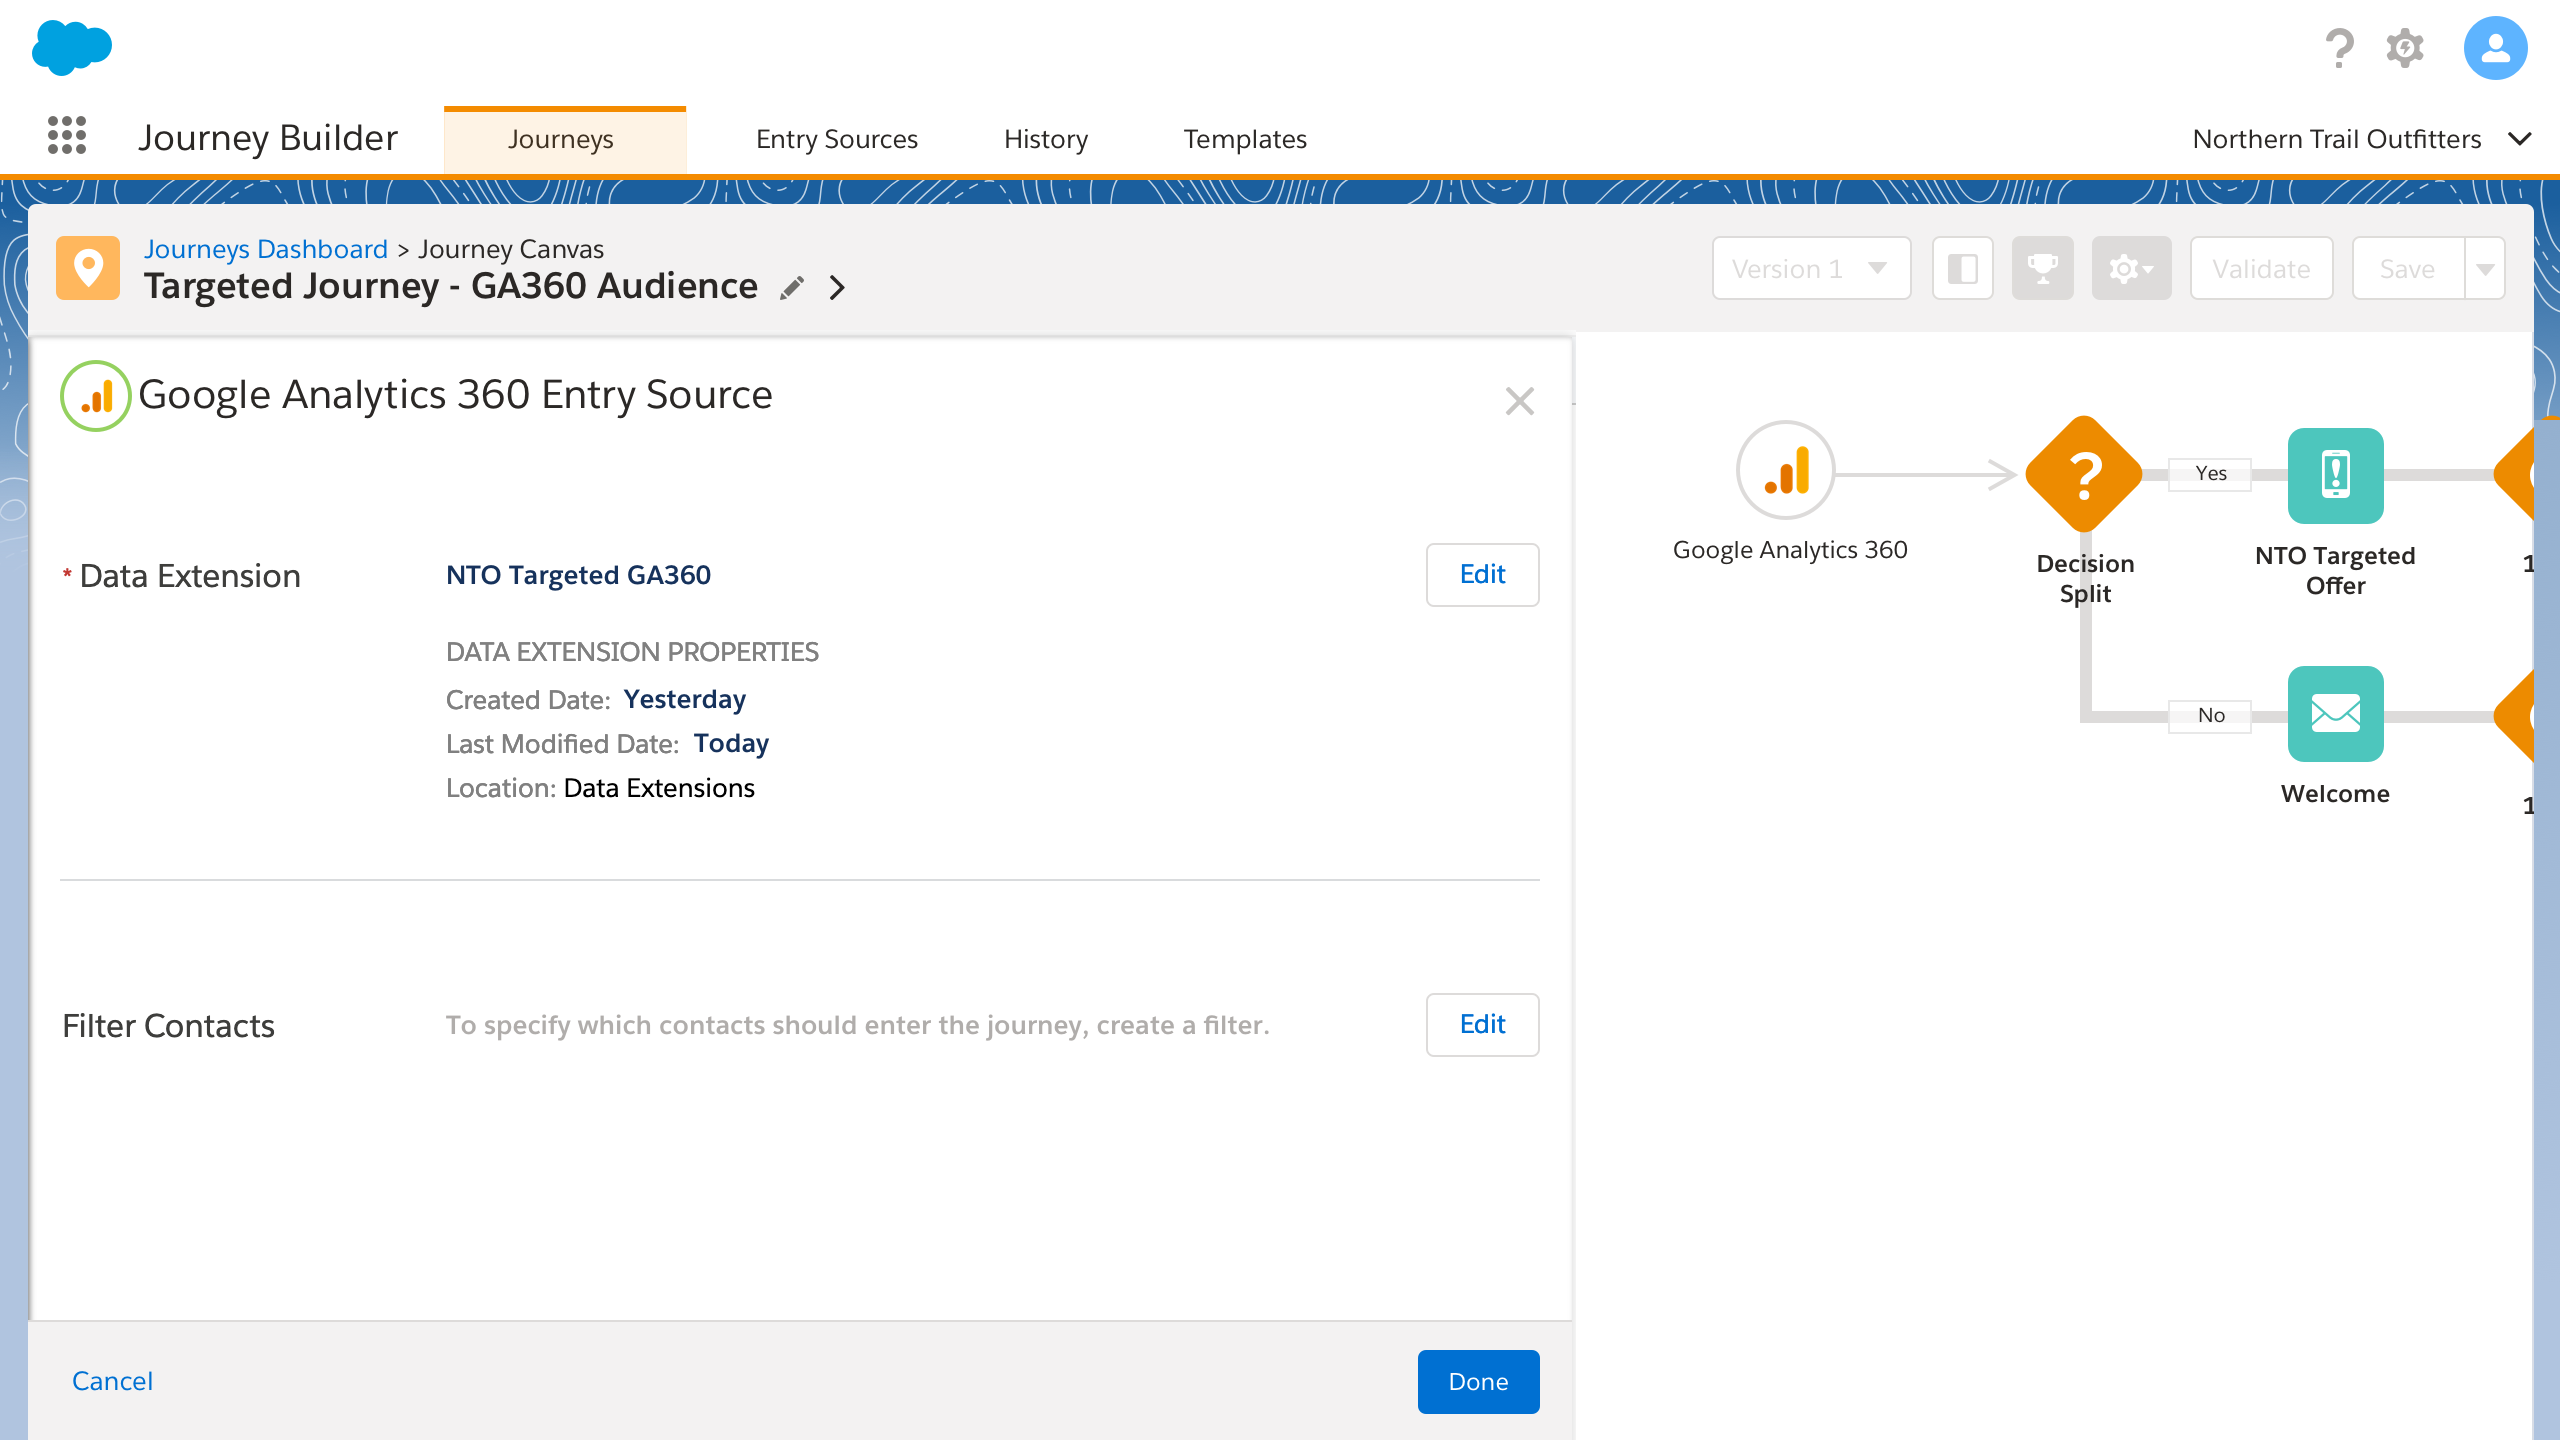 Journey Builder
Journeys
Entry Sources
History
Templates
Northern Trail Outfitters
Journeys Dashboard > Journey Canvas
Targeted Journey - GA360 Audience
Version 1
Validate
Save
Google Analytics 360 Entry Source
* Data Extension
NTO Targeted GA360
Edit
DATA EXTENSION PROPERTIES
Created Date: Yesterday
Last Modified Date: Today
Location: Data Extensions
Filter Contacts
To specify which contacts should enter the journey, create a filter.
Edit
Cancel
Done
Google Analytics 360
Decision
Split
Yes
NTO Targeted
Offer
1
No
Welcome
1